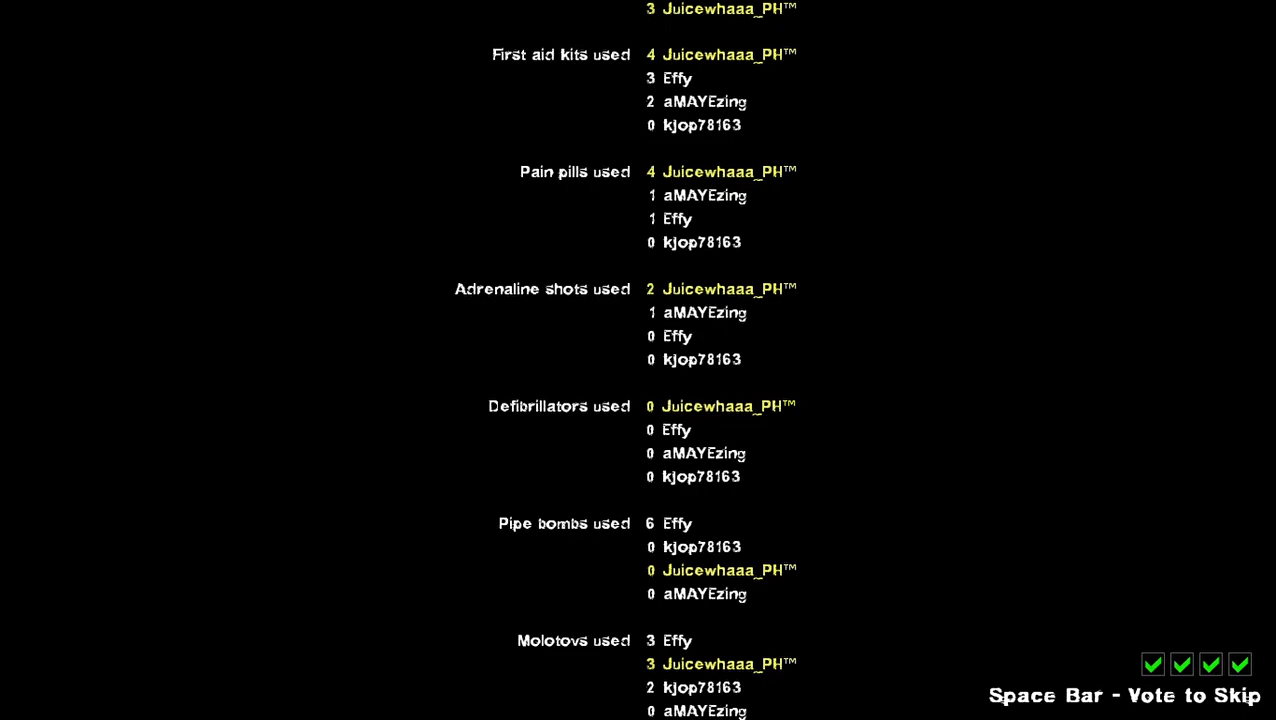 3 Juicewhaaa_PH™
First aid kits used 4 Juicewhaaa_PH™
3 Effy
2 aMAYEzing
0 kjop78163
Pain pills used 4 Juicewhaaa_PH™
1 aMAYEzing
1 Effy
0 kjop78163
Adrenaline shots used 2 Juicewhaaa_PH™
1 aMAYEzing
0 Effy
0 kjop78163
Defibrillators used 0 Juicewhaaa_PH™
0 Effy
0 aMAYEzing
0 kjop78163
Pipe bombs used 6 Effy
0 kjop78163
0 Juicewhaaa_PH™
0 aMAYEzing
Molotovs used 3 Effy
3 Juicewhaaa_PH™
2 kjop78163
0 aMAYEzing
Space Bar - Vote to Skip